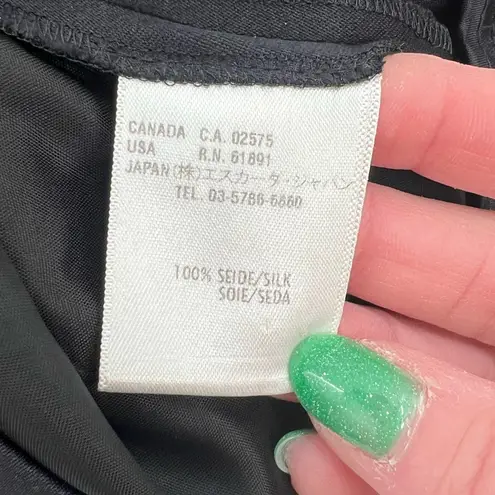 CANADA C.A. 02575
USA R.N. 61891
JAPAN (株)エスカーダ・ジャパン
TEL. 03-5786-6860
100% SEIDE/SILK
SOIE/SEDA